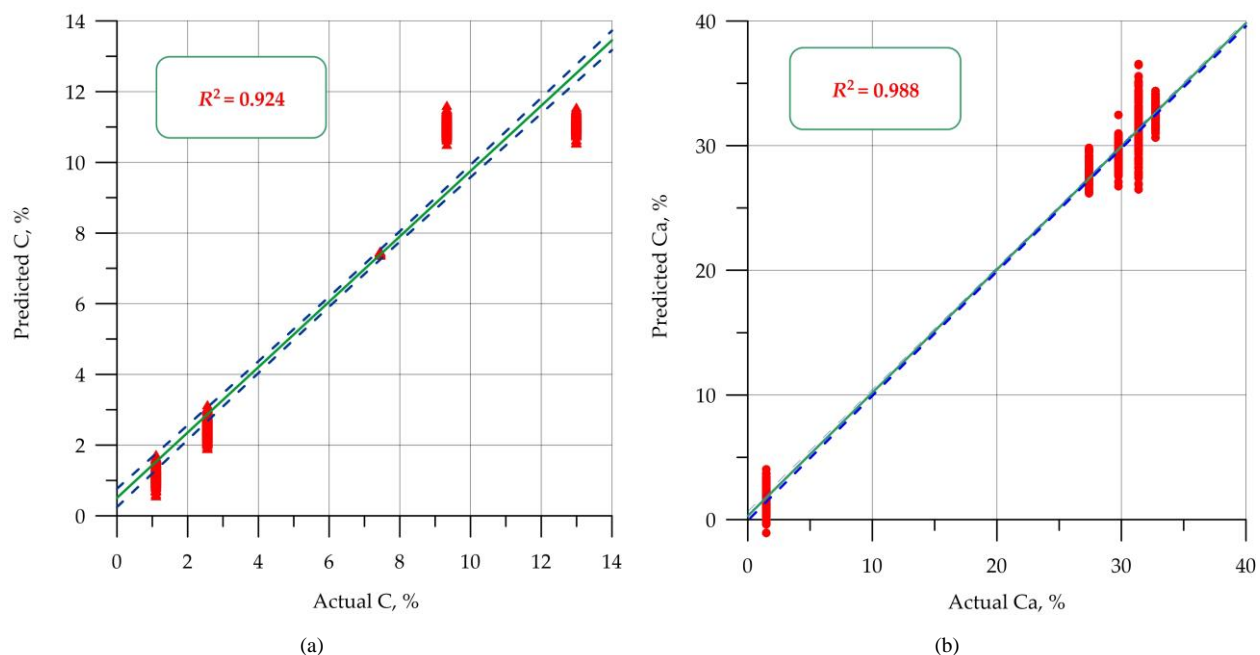 14
12
10
8
6
4
2
0
Predicted C, %
R² = 0.924
0 2 4 6 8 10 12 14
Actual C, %
(a)
40
30
20
10
0
Predicted Ca, %
R² = 0.988
0 10 20 30 40
Actual Ca, %
(b)